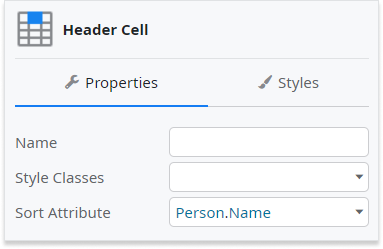 Header Cell
Properties Styles
Name
Style Classes
Sort Attribute Person.Name